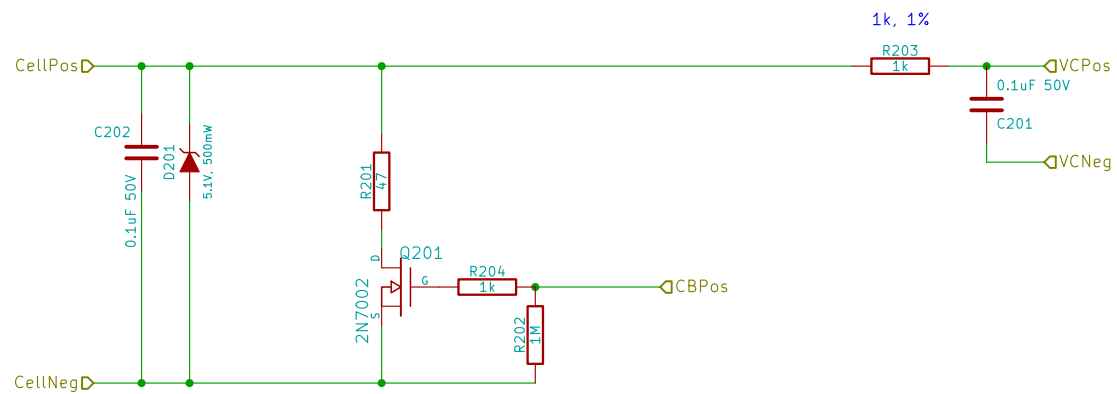 1k, 1%
R203
CellPos
1k
VCPos
0.1uF 50V
C201
C202
D201
5.1V, 500mW
0.1uF 50V
VCNeg
R201
47
Q201
D
G
S
2N7002
R204
1k
CBPos
R202
1M
CellNeg